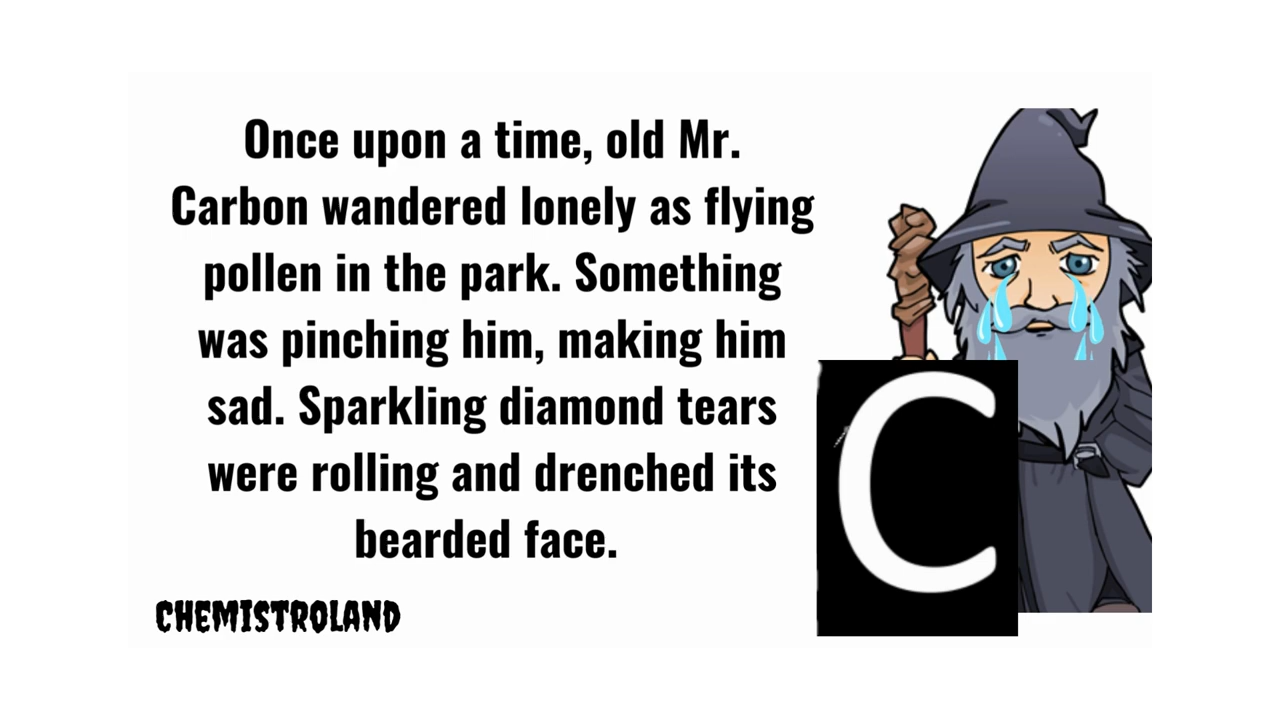 Once upon a time, old Mr.
Carbon wandered lonely as flying
pollen in the park. Something
was pinching him, making him
sad. Sparkling diamond tears
were rolling and drenched its
bearded face.
C
CHEMISTROLAND